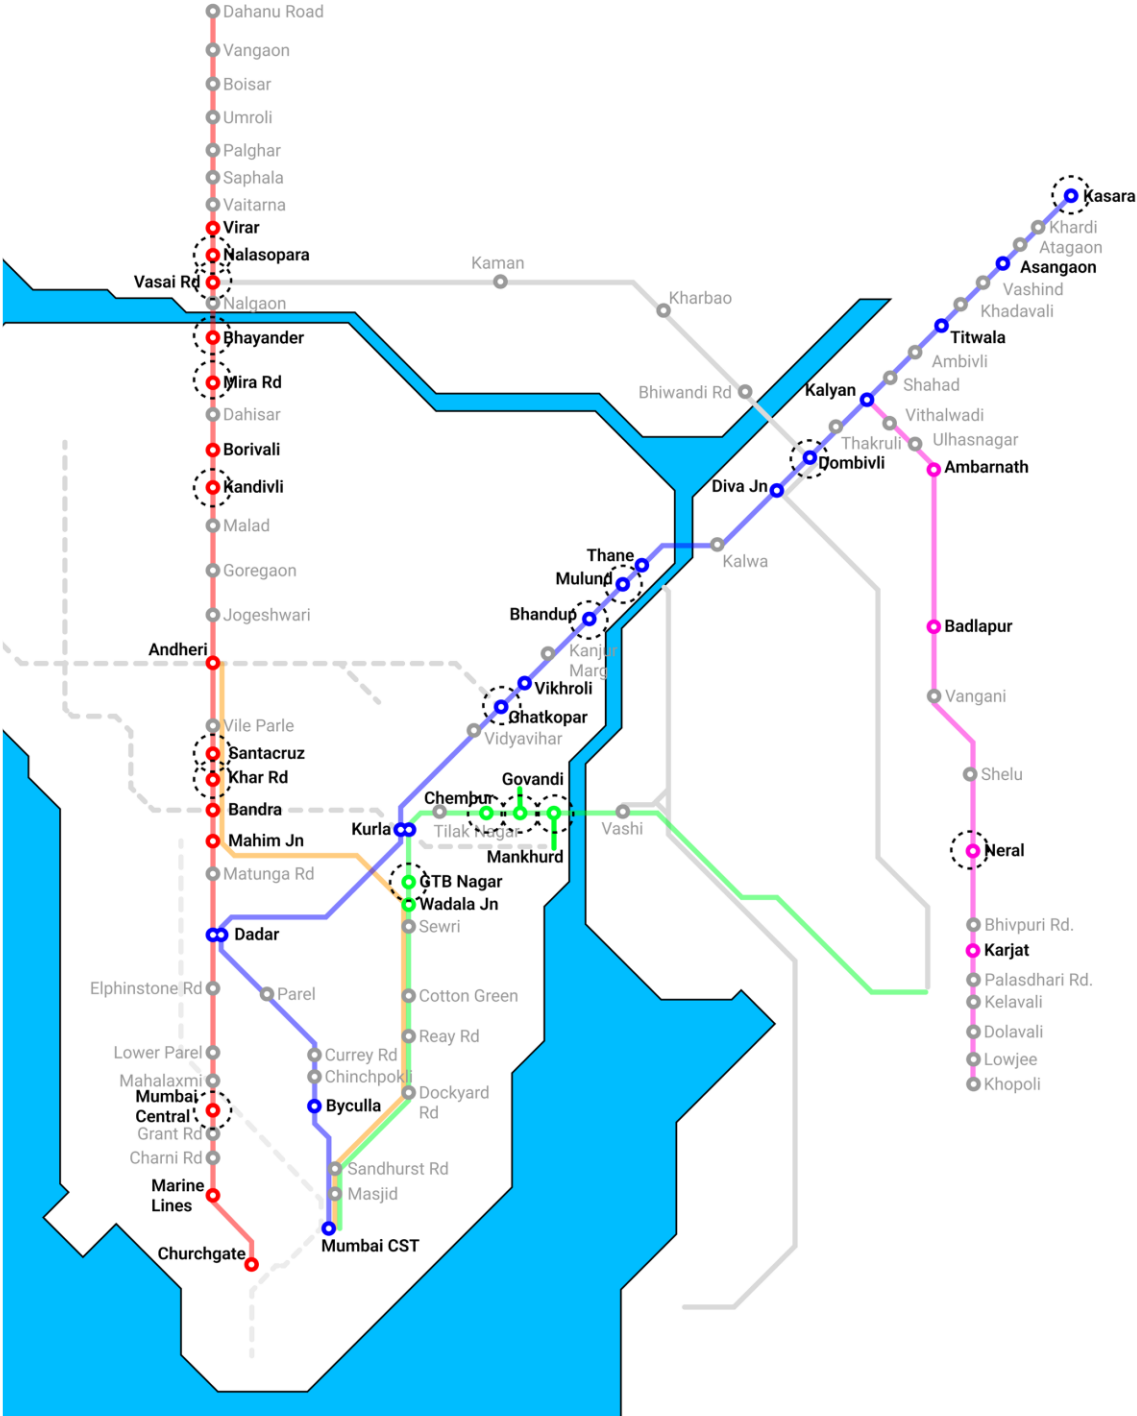 Dahanu Road
Vangaon
Boisar
Umroli
Palghar
Saphala
Vaitarna
Virar
Nalasopara
Vasai Rd
Nalgaon
Bhayander
Mira Rd
Dahisar
Borivali
Kandivli
Malad
Goregaon
Jogeshwari
Andheri
Vile Parle
Santacruz
Khar Rd
Bandra
Mahim Jn
Matunga Rd
Dadar
Elphinstone Rd
Lower Parel
Mahalaxmi
Mumbai
Central
Grant Rd
Charni Rd
Marine
Lines
Churchgate
Kaman
Kharbao
Bhiwandi Rd
Kasara
Khardi
Atagaon
Asangaon
Vashind
Khadavali
Titwala
Ambivli
Shahad
Kalyan
Thakruli
Dombivli
Diva Jn
Kalwa
Thane
Mulund
Bhandup
Kanjur
Marg
Vikhroli
Ghatkopar
Vidyavihar
Kurla
Parel
Currey Rd
Chinchpokli
Byculla
Mumbai CST
Vithalwadi
Ulhasnagar
Ambarnath
Badlapur
Vangani
Shelu
Neral
Bhivpuri Rd.
Karjat
Palasdhari Rd.
Kelavali
Dolavali
Lowjee
Khopoli
Govandi
Chembur
Tilak Nagar
Mankhurd
Vashi
GTB Nagar
Wadala Jn
Sewri
Cotton Green
Reay Rd
Dockyard
Rd
Sandhurst Rd
Masjid